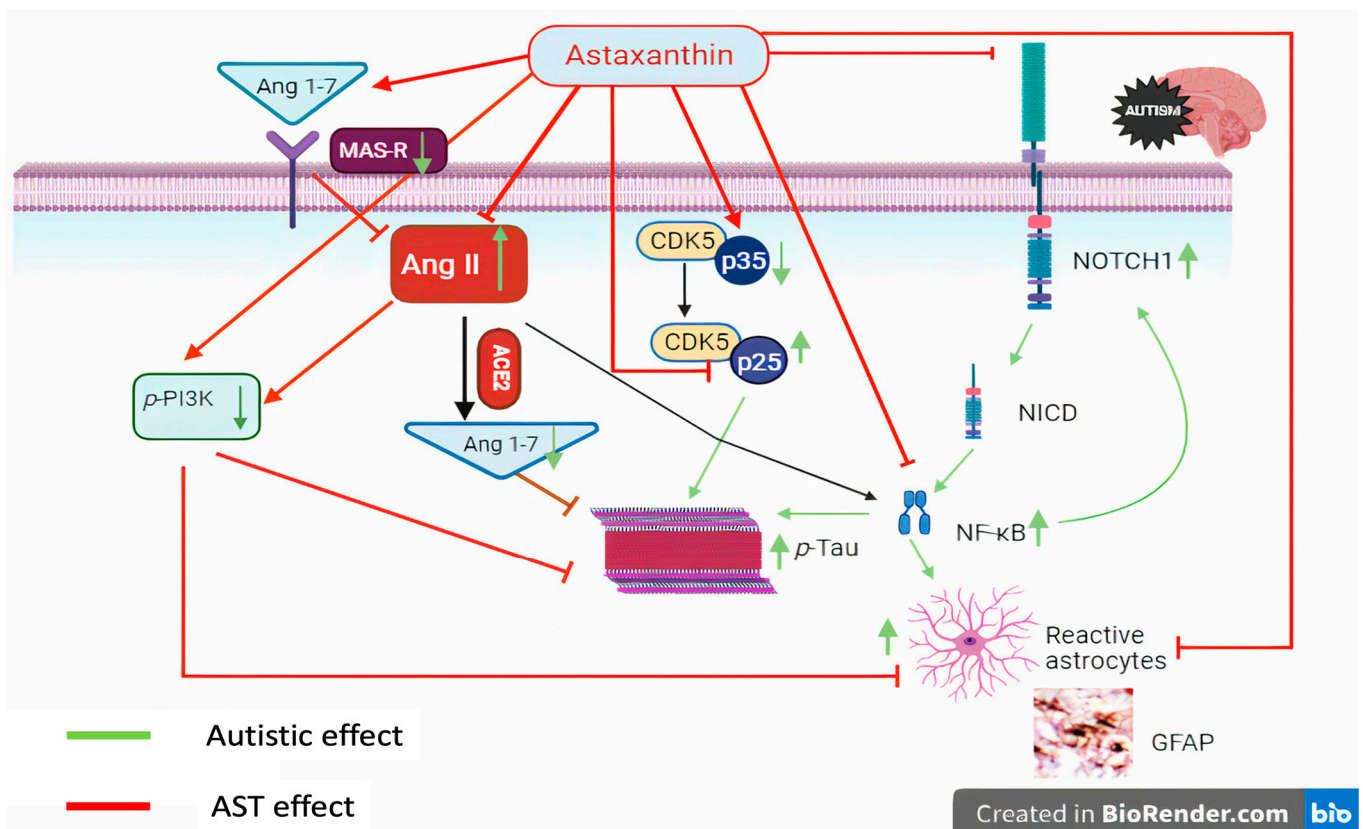 Astaxanthin
Ang 1-7
AUTISM
MAS-R
CDK5
p35
Ang II
NOTCH1
CDK5
p25
ACE2
p-PI3K
NICD
Ang 1-7
NF-κB
p-Tau
Reactive
astrocytes
GFAP
Autistic effect
AST effect
Created in BioRender.com bio